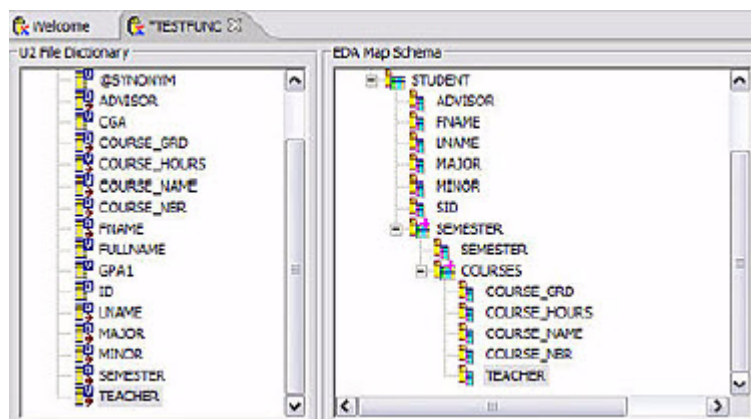 Welcome
*TESTFUNC
U2 File Dictionary
@SYNONYM
ADVISOR
CGA
COURSE_GRD
COURSE_HOURS
COURSE_NAME
COURSE_NBR
FNAME
FULLNAME
GPA1
ID
LNAME
MAJOR
MINOR
SEMESTER
TEACHER
EDA Map Schema
STUDENT
ADVISOR
FNAME
LNAME
MAJOR
MINOR
SID
SEMESTER
SEMESTER
COURSES
COURSE_GRD
COURSE_HOURS
COURSE_NAME
COURSE_NBR
TEACHER